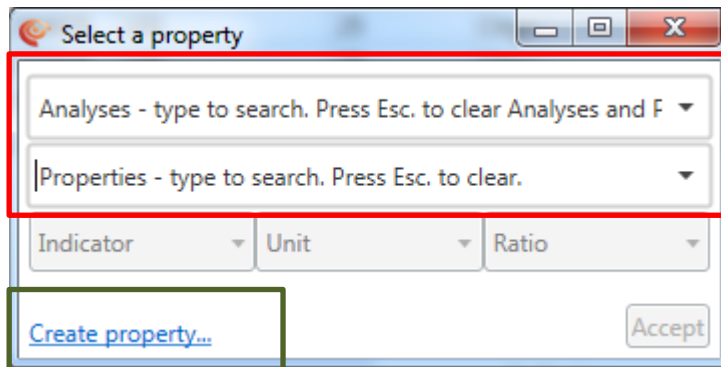 Select a property
Analyses - type to search. Press Esc. to clear Analyses and P
Properties - type to search. Press Esc. to clear.
Indicator Unit Ratio
Create property... Accept